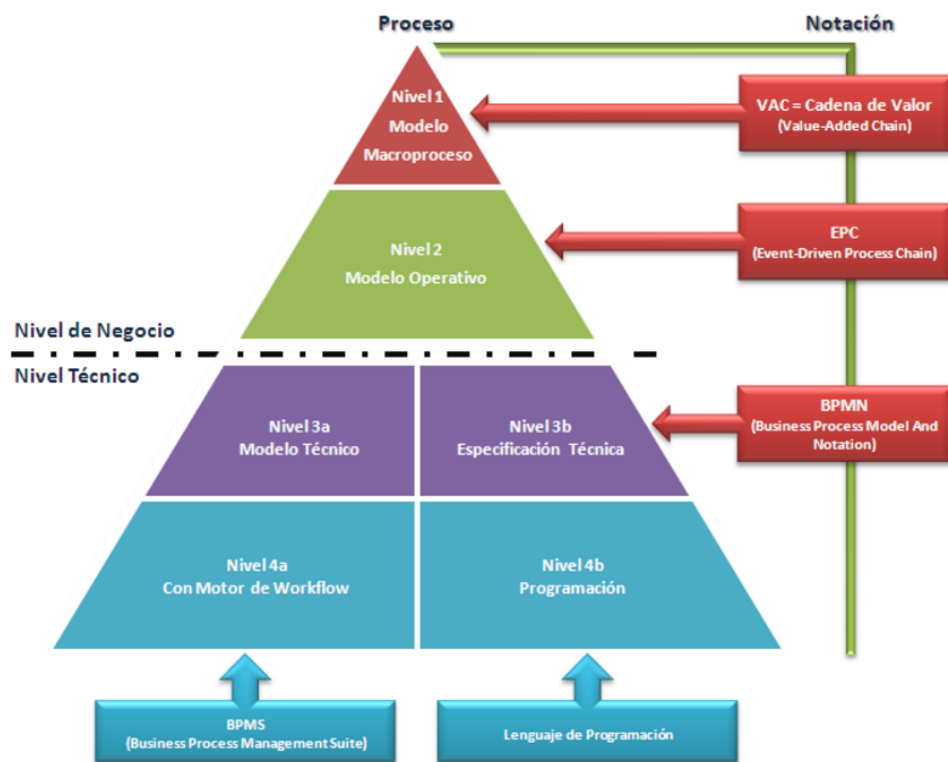 Proceso
Notación
Nivel 1
Modelo
Macroproceso
VAC = Cadena de Valor
(Value-Added Chain)
Nivel 2
Modelo Operativo
EPC
(Event-Driven Process Chain)
Nivel de Negocio
Nivel Técnico
Nivel 3a
Modelo Técnico
Nivel 3b
Especificación Técnica
BPMN
(Business Process Model And
Notation)
Nivel 4a
Con Motor de Workflow
Nivel 4b
Programación
BPMS
(Business Process Management Suite)
Lenguaje de Programación